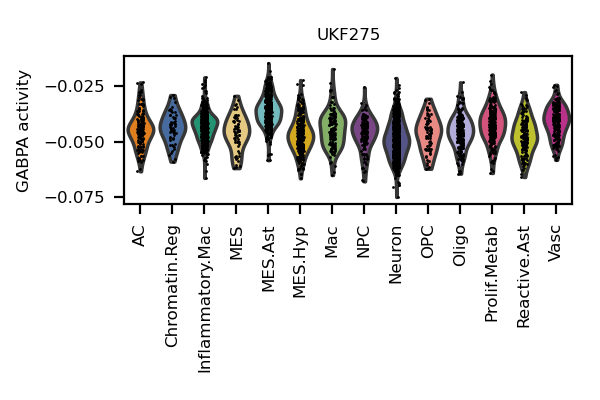 UKF275
GABPA activity
−0.025
−0.050
−0.075
AC
Chromatin.Reg
Inflammatory.Mac
MES
MES.Ast
MES.Hyp
Mac
NPC
Neuron
OPC
Oligo
Prolif.Metab
Reactive.Ast
Vasc